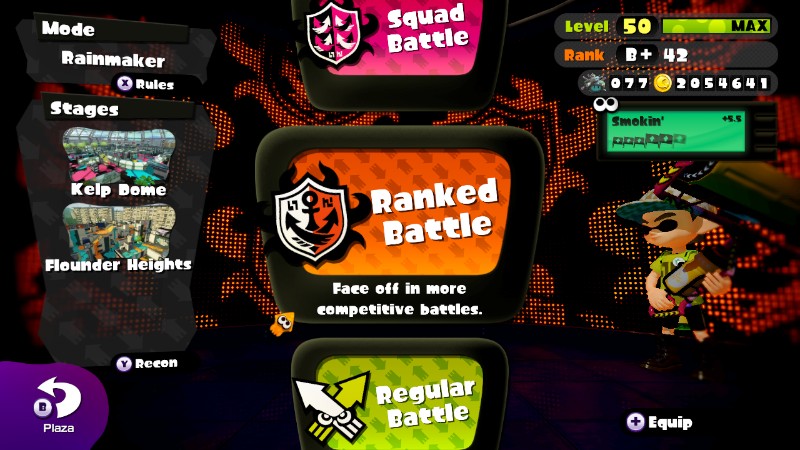 Mode
Rainmaker
X Rules
Stages
Kelp Dome
Flounder Heights
Y Recon
B
Plaza
Squad
Battle
Ranked
Battle
Face off in more
competitive battles.
Regular
Battle
Level 50 MAX
Rank B+ 42
077 2054641
Smokin' +5.5
+ Equip